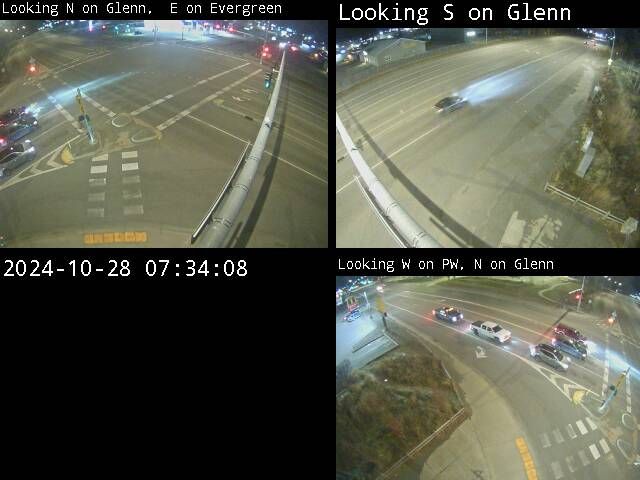 Looking N on Glenn,  E on Evergreen
Looking S on Glenn
2024-10-28 07:34:08
Looking W on PW, N on Glenn